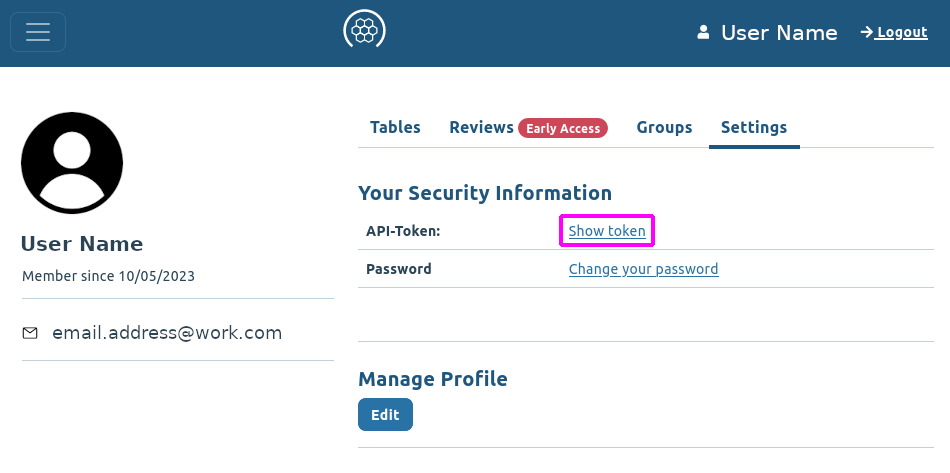 User Name Logout
Tables Reviews Early Access Groups Settings
Your Security Information
API-Token: Show token
Password Change your password
Manage Profile
Edit
User Name
Member since 10/05/2023
email.address@work.com